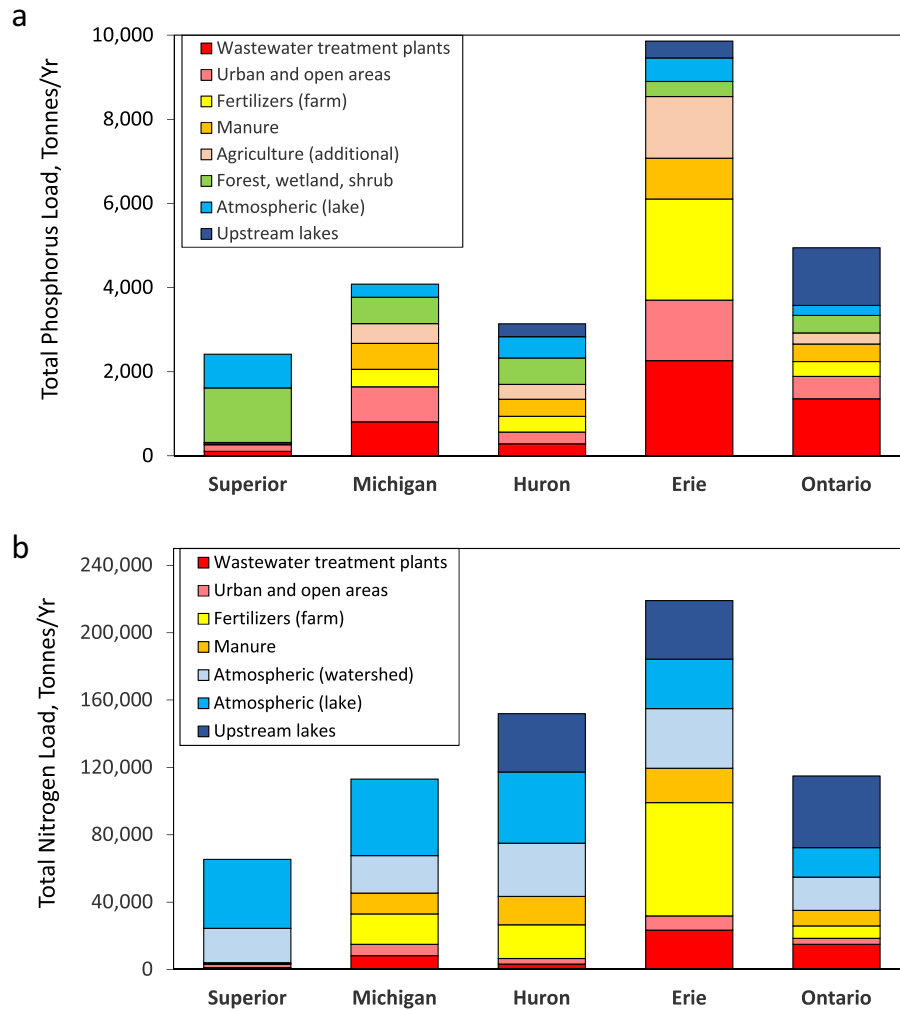 a
Total Phosphorus Load, Tonnes/Yr
10,000
8,000
6,000
4,000
2,000
0
Wastewater treatment plants
Urban and open areas
Fertilizers (farm)
Manure
Agriculture (additional)
Forest, wetland, shrub
Atmospheric (lake)
Upstream lakes
Superior Michigan Huron Erie Ontario
b
Total Nitrogen Load, Tonnes/Yr
240,000
200,000
160,000
120,000
80,000
40,000
0
Wastewater treatment plants
Urban and open areas
Fertilizers (farm)
Manure
Atmospheric (watershed)
Atmospheric (lake)
Upstream lakes
Superior Michigan Huron Erie Ontario